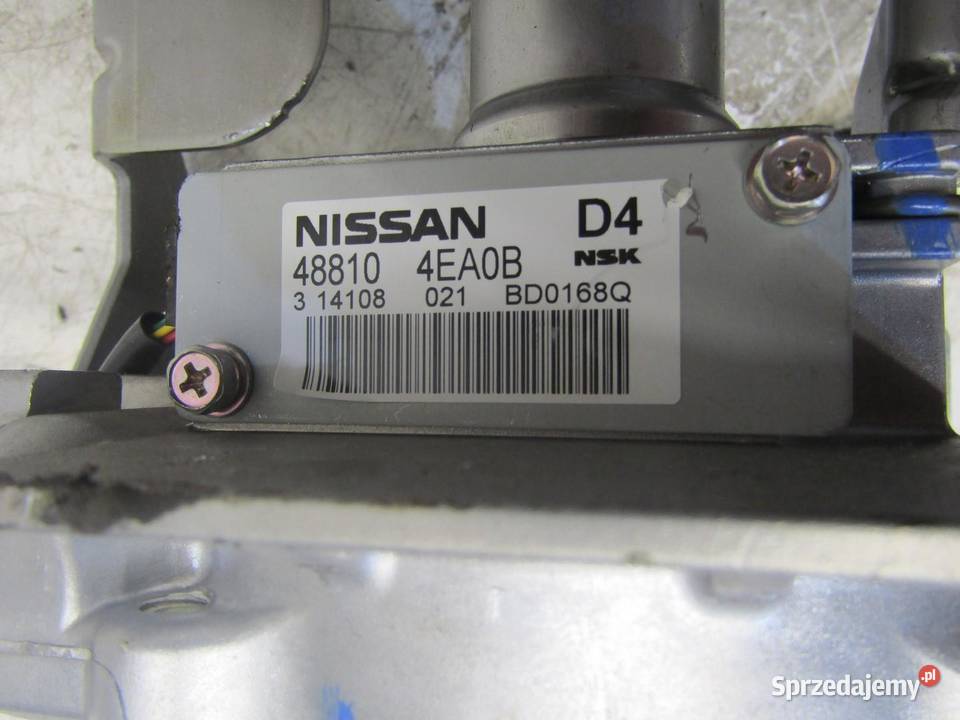 NISSAN D4
48810 4EA0B NSK
3 14108 021 BD0168Q
Sprzedajemy.pl